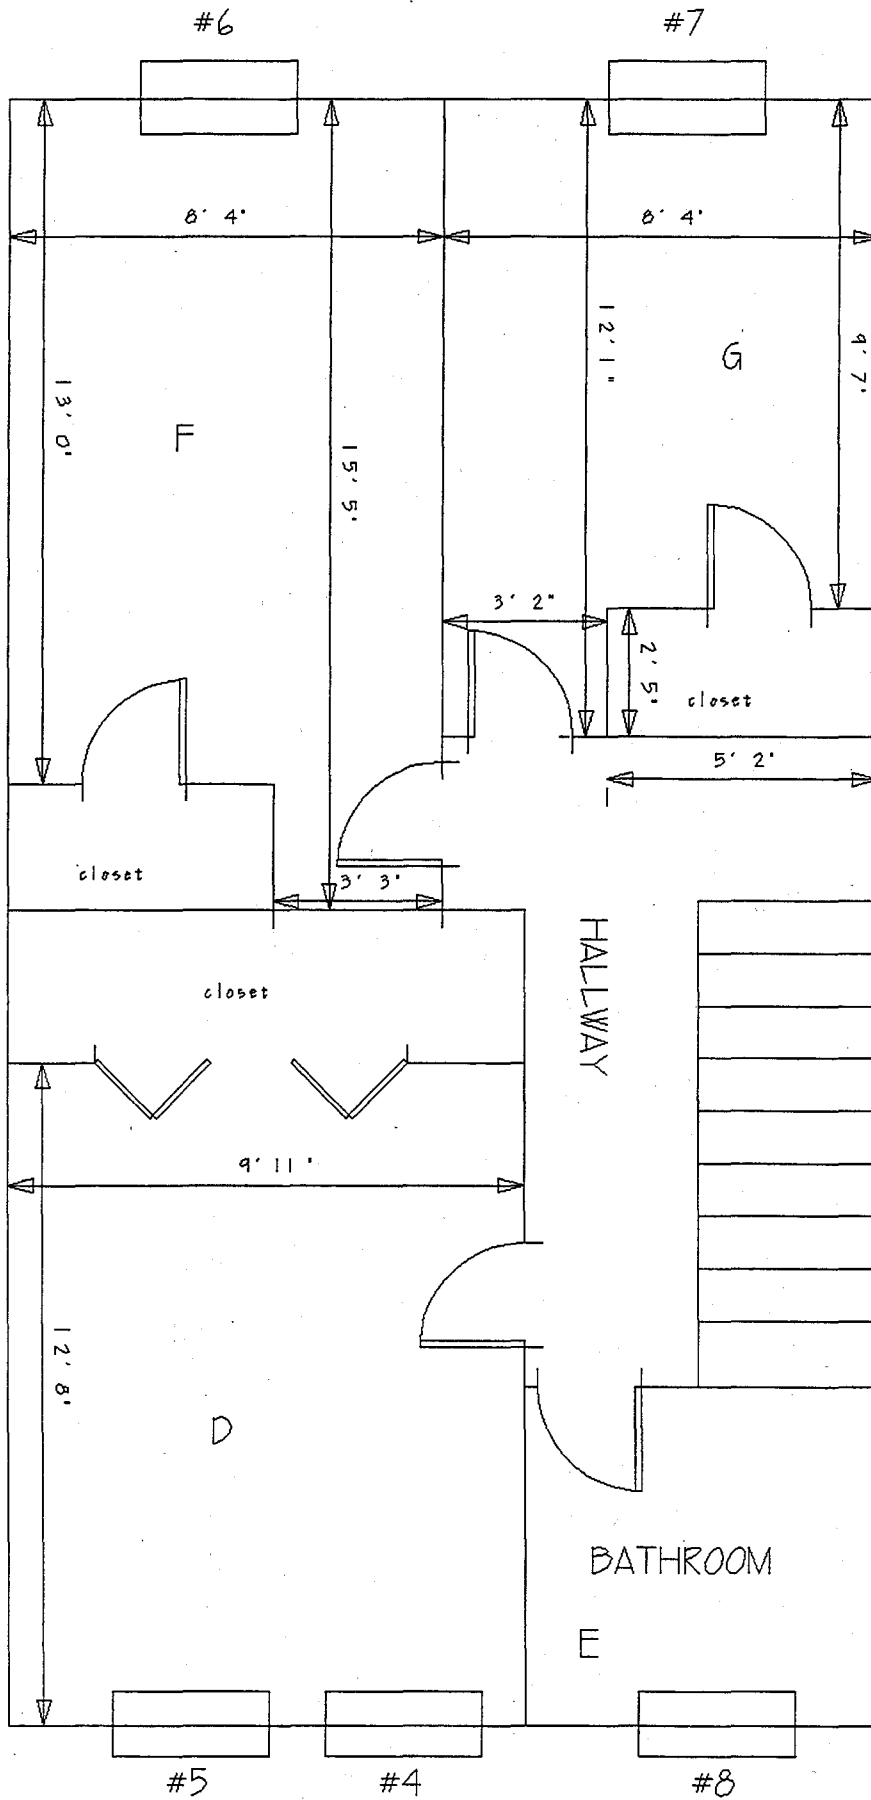 #6
#7
8' 4"
8' 4"
12' 1"
G
9' 7"
13' 0"
F
15' 5"
3' 2"
2' 5"
closet
5' 2"
closet
3' 3"
HALLWAY
closet
9' 11"
12' 8"
D
BATHROOM
E
#5
#4
#8